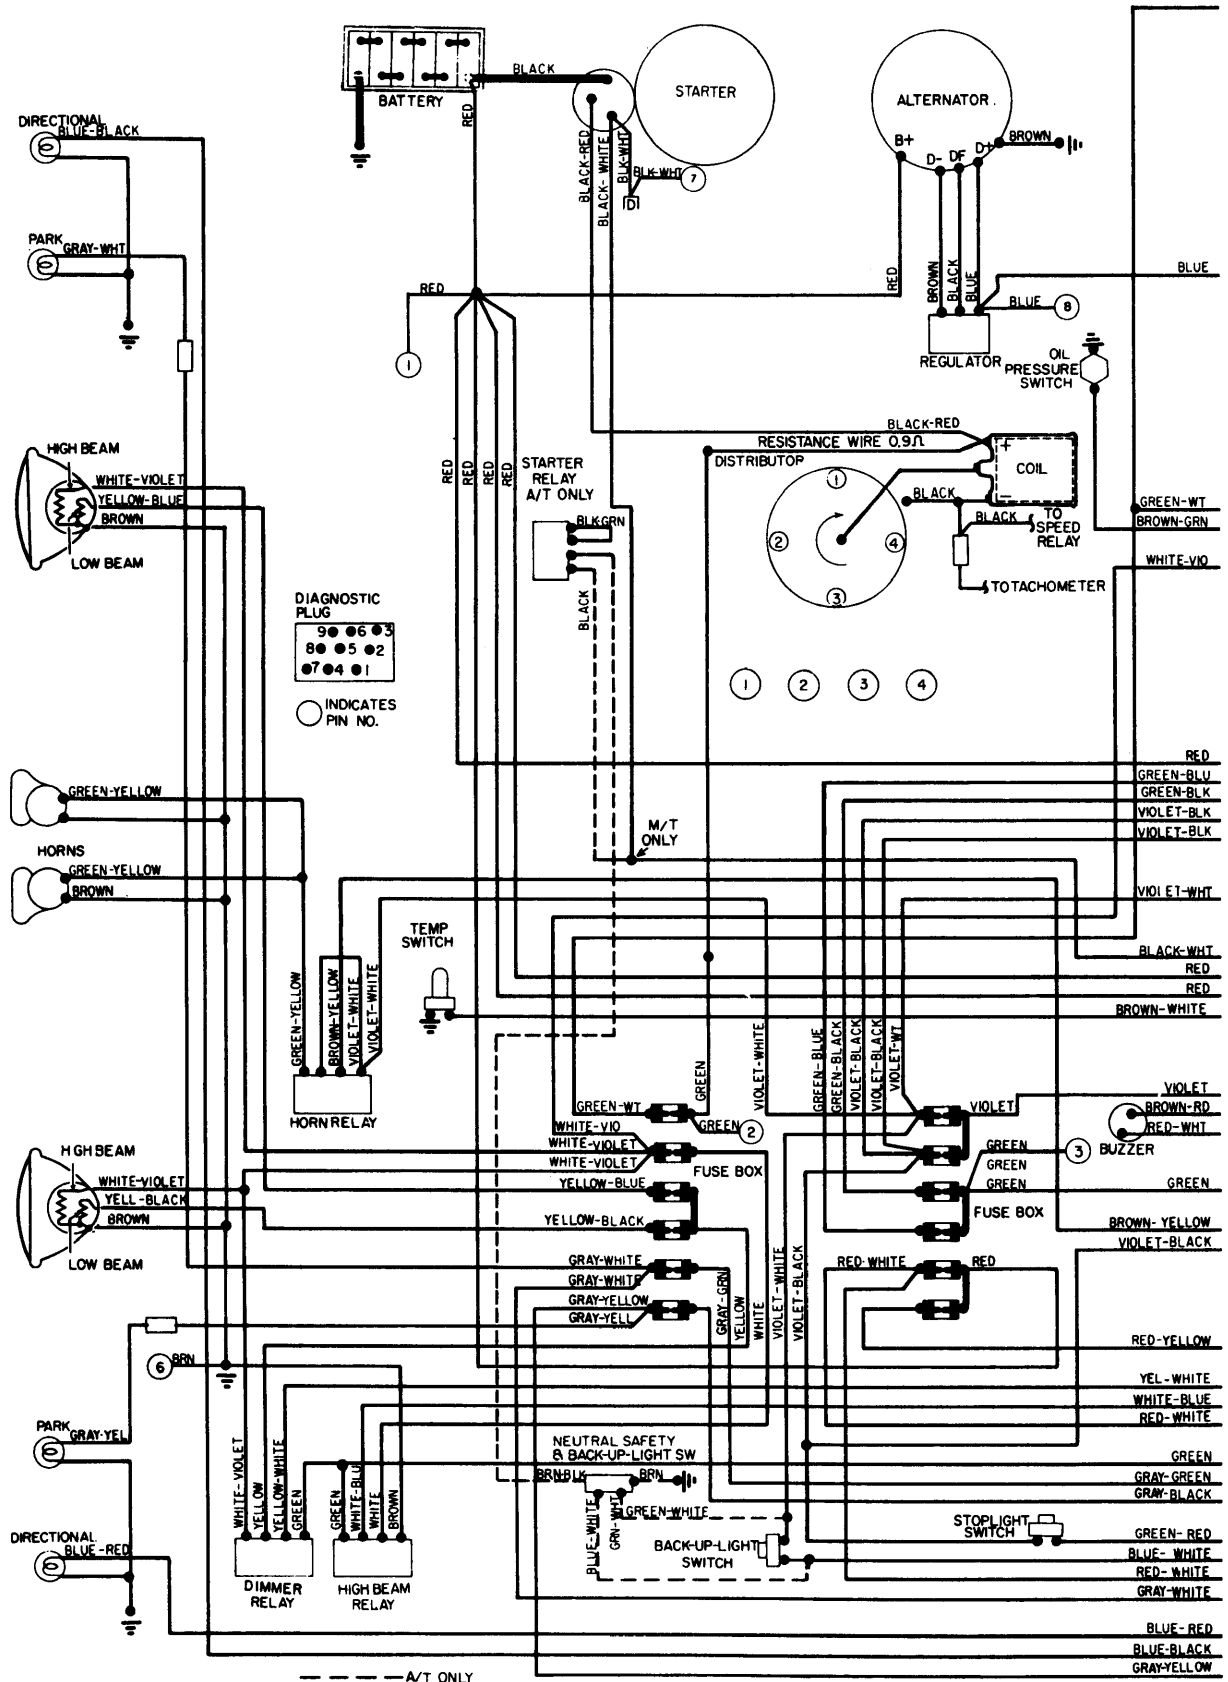 BATTERY
BLACK
STARTER
ALTERNATOR.
RED
BLACK-RED
BLACK- WHITE
BLK-WHT
BLK-WHT
7
D
B+
D-
DF
D+
BROWN
DIRECTIONAL
BLUE-BLACK
PARK
GRAY-WHT
RED
1
RED
BROWN
BLACK
BLUE
BLUE
BLUE
8
REGULATOR
OIL
PRESSURE
SWITCH
HIGH BEAM
WHITE-VIOLET
YELLOW-BLUE
BROWN
LOW BEAM
RED
RED
RED
RED
STARTER
RELAY
A/T ONLY
BLK-GRN
BLACK
BLACK-RED
RESISTANCE WIRE 0.9Ω
DISTRIBUTOR
+
COIL
-
1
2
4
3
BLACK
BLACK
TO
SPEED
RELAY
TO TACHOMETER
GREEN-WT
BROWN-GRN
WHITE-VIO
DIAGNOSTIC
PLUG
9 6 3
8 5 2
7 4 1
INDICATES
PIN NO.
1 2 3 4
RED
GREEN-BLU
GREEN-BLK
VIOLET-BLK
VIOLET-BLK
M/T
ONLY
GREEN-YELLOW
HORNS
GREEN-YELLOW
BROWN
VIOLET-WHT
TEMP
SWITCH
BLACK-WHT
RED
RED
BROWN-WHITE
GREEN-YELLOW
BROWN-YELLOW
VIOLET-WHITE
VIOLET-WHITE
HORN RELAY
GREEN
VIOLET-WHITE
GREEN-BLUE
GREEN-BLACK
VIOLET-BLACK
VIOLET-BLACK
VIOLET-WT
GREEN-WT
GREEN
2
WHITE-VIO
WHITE-VIOLET
WHITE-VIOLET
FUSE BOX
YELLOW-BLUE
YELLOW-BLACK
GRAY-WHITE
GRAY-WHITE
GRAY-YELLOW
GRAY-YELL
VIOLET
VIOLET
BROWN-RD
RED-WHT
BUZZER
GREEN
3
GREEN
GREEN
GREEN
FUSE BOX
BROWN- YELLOW
VIOLET-BLACK
RED-WHITE
RED
H GH BEAM
WHITE-VIOLET
YELL-BLACK
BROWN
LOW BEAM
GRAY-GRN
YELLOW
WHITE
VIOLET-WHITE
VIOLET-BLACK
RED-YELLOW
6
BRN
YEL-WHITE
WHITE-BLUE
RED-WHITE
PARK
GRAY-YEL
WHITE-VIOLET
YELLOW
YELLOW-WHITE
GREEN
GREEN
WHITE-BLU
WHITE
BROWN
NEUTRAL SAFETY
& BACK-UP-LIGHT SW
BRN-BLK
BRN
BLUE-WHITE
GRN-WHT
GREEN-WHITE
GREEN
GRAY-GREEN
GRAY-BLACK
STOPLIGHT
SWITCH
BACK-UP-LIGHT
SWITCH
GREEN- RED
BLUE- WHITE
RED- WHITE
GRAY-WHITE
DIRECTIONAL
BLUE-RED
DIMMER
RELAY
HIGH BEAM
RELAY
BLUE- RED
BLUE-BLACK
GRAY-YELLOW
A/T ONLY